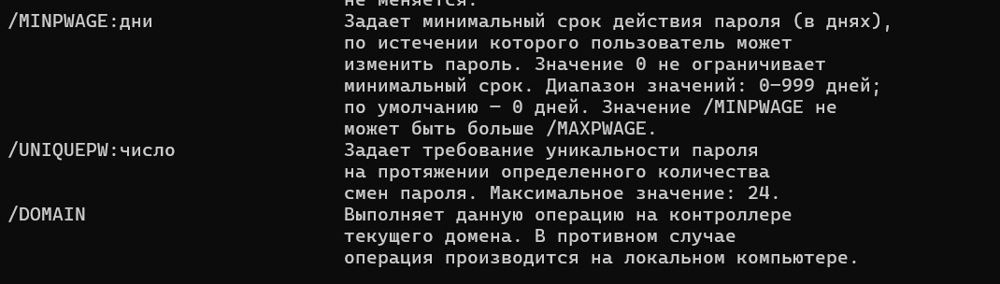 не меняется.
/MINPWAGE:дни Задает минимальный срок действия пароля (в днях),
по истечении которого пользователь может
изменить пароль. Значение 0 не ограничивает
минимальный срок. Диапазон значений: 0–999 дней;
по умолчанию – 0 дней. Значение /MINPWAGE не
может быть больше /MAXPWAGE.
/UNIQUEPW:число Задает требование уникальности пароля
на протяжении определенного количества
смен пароля. Максимальное значение: 24.
/DOMAIN Выполняет данную операцию на контроллере
текущего домена. В противном случае
операция производится на локальном компьютере.